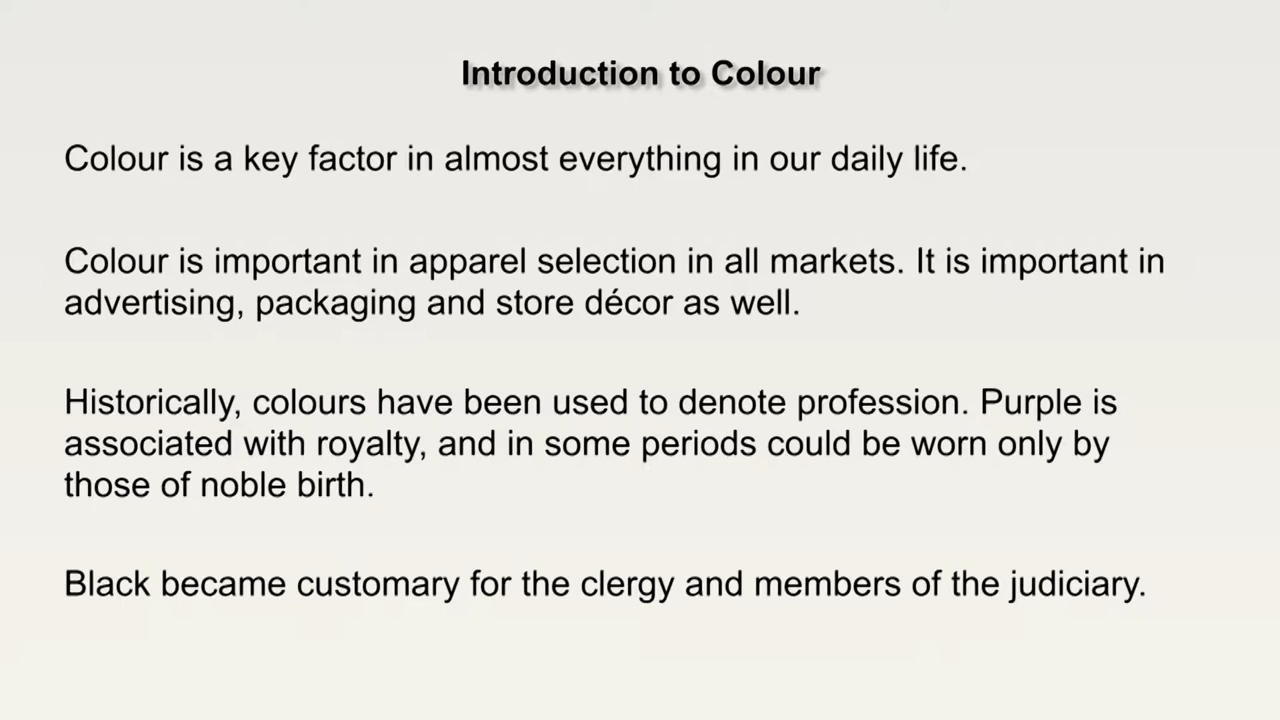 Introduction to Colour
Colour is a key factor in almost everything in our daily life.
Colour is important in apparel selection in all markets. It is important in
advertising, packaging and store décor as well.
Historically, colours have been used to denote profession. Purple is
associated with royalty, and in some periods could be worn only by
those of noble birth.
Black became customary for the clergy and members of the judiciary.